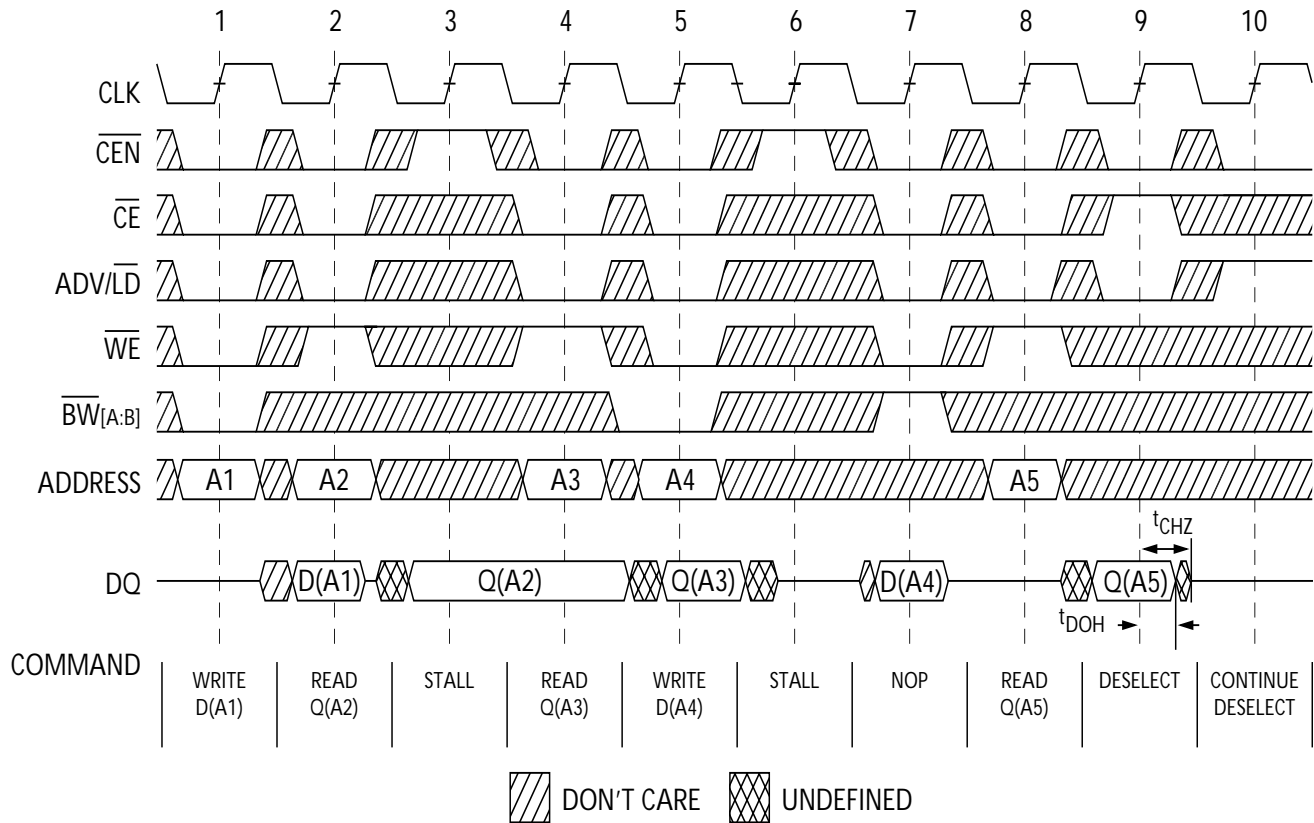 1 2 3 4 5 6 7 8 9 10
CLK
CEN
CE
ADV/LD
WE
BW[A:B]
ADDRESS A1 A2 A3 A4 A5
tCHZ
DQ D(A1) Q(A2) Q(A3) D(A4) Q(A5)
tDOH
COMMAND
WRITE READ STALL READ WRITE STALL NOP READ DESELECT CONTINUE
D(A1) Q(A2) Q(A3) D(A4) Q(A5) DESELECT
DON'T CARE UNDEFINED